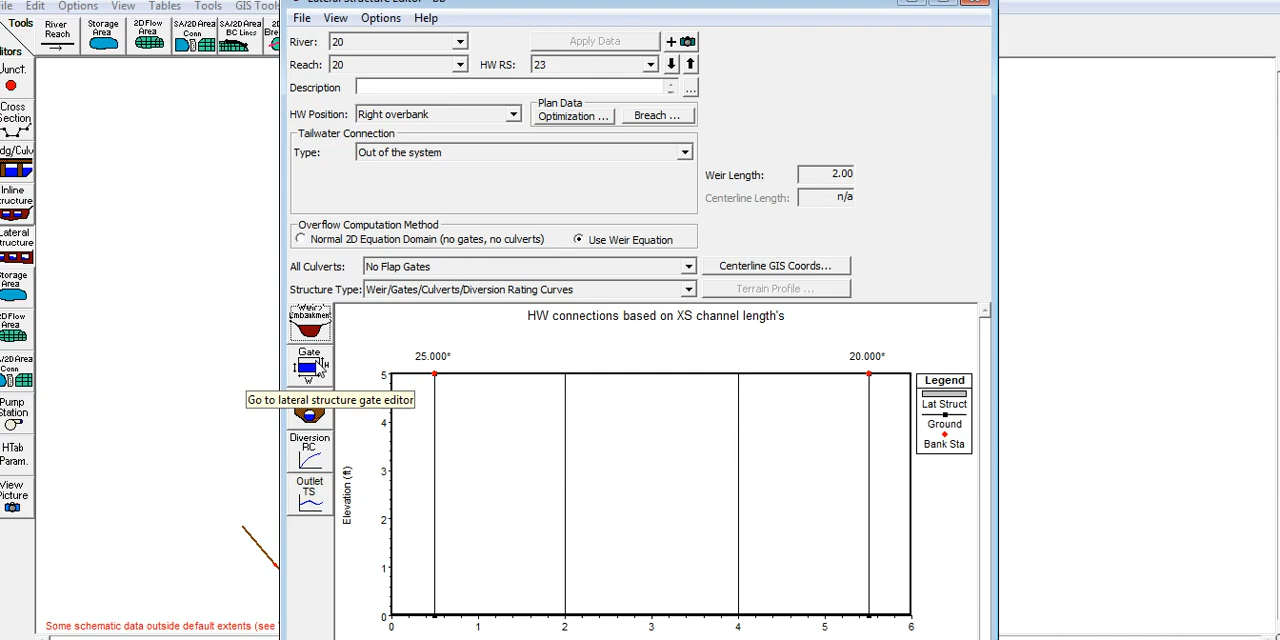 Edit Options View Tables Tools GIS Tools
Tools
River Reach
Storage Area
2D Flow Area
SA/2D Area Conn
SA/2D Area BC Lines
Junct.
Cross Section
Inline Structure
Lateral Structure
Storage Area
2D Flow Area
SA/2D Area Conn
Pump Station
HTab Param.
View Picture
File View Options Help
River: 20
Apply Data
Reach: 20
HW RS: 23
Description
...
HW Position: Right overbank
Plan Data
Optimization ...
Breach ...
Tailwater Connection
Type: Out of the system
Weir Length: 2.00
Centerline Length: n/a
Overflow Computation Method
Normal 2D Equation Domain (no gates, no culverts)
Use Weir Equation
All Culverts: No Flap Gates
Centerline GIS Coords...
Structure Type: Weir/Gates/Culverts/Diversion Rating Curves
Terrain Profile ...
Weir/ Embankment
Gate
H
W
Go to lateral structure gate editor
Diversion RC
Outlet TS
HW connections based on XS channel length's
25.000*
20.000*
Elevation (ft)
5
4
3
2
1
0
0 1 2 3 4 5 6
Legend
Lat Struct
Ground
Bank Sta
Some schematic data outside default extents (see